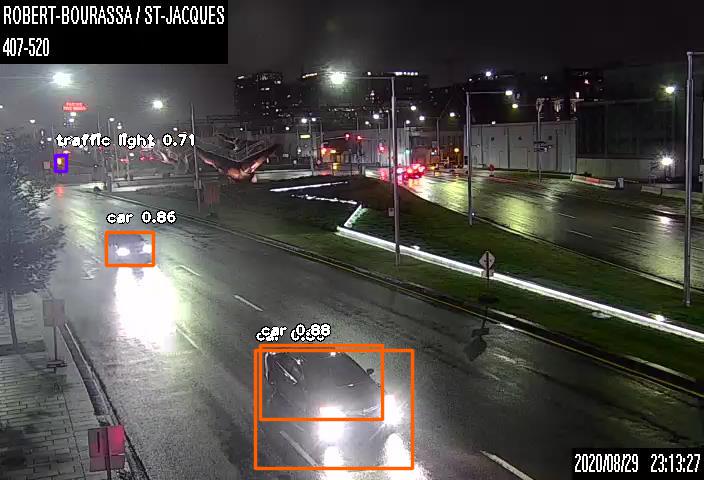 ROBERT-BOURASSA / ST-JACQUES
407-520
traffic light 0.71
car 0.86
car 0.88
2020/08/29 23:13:27